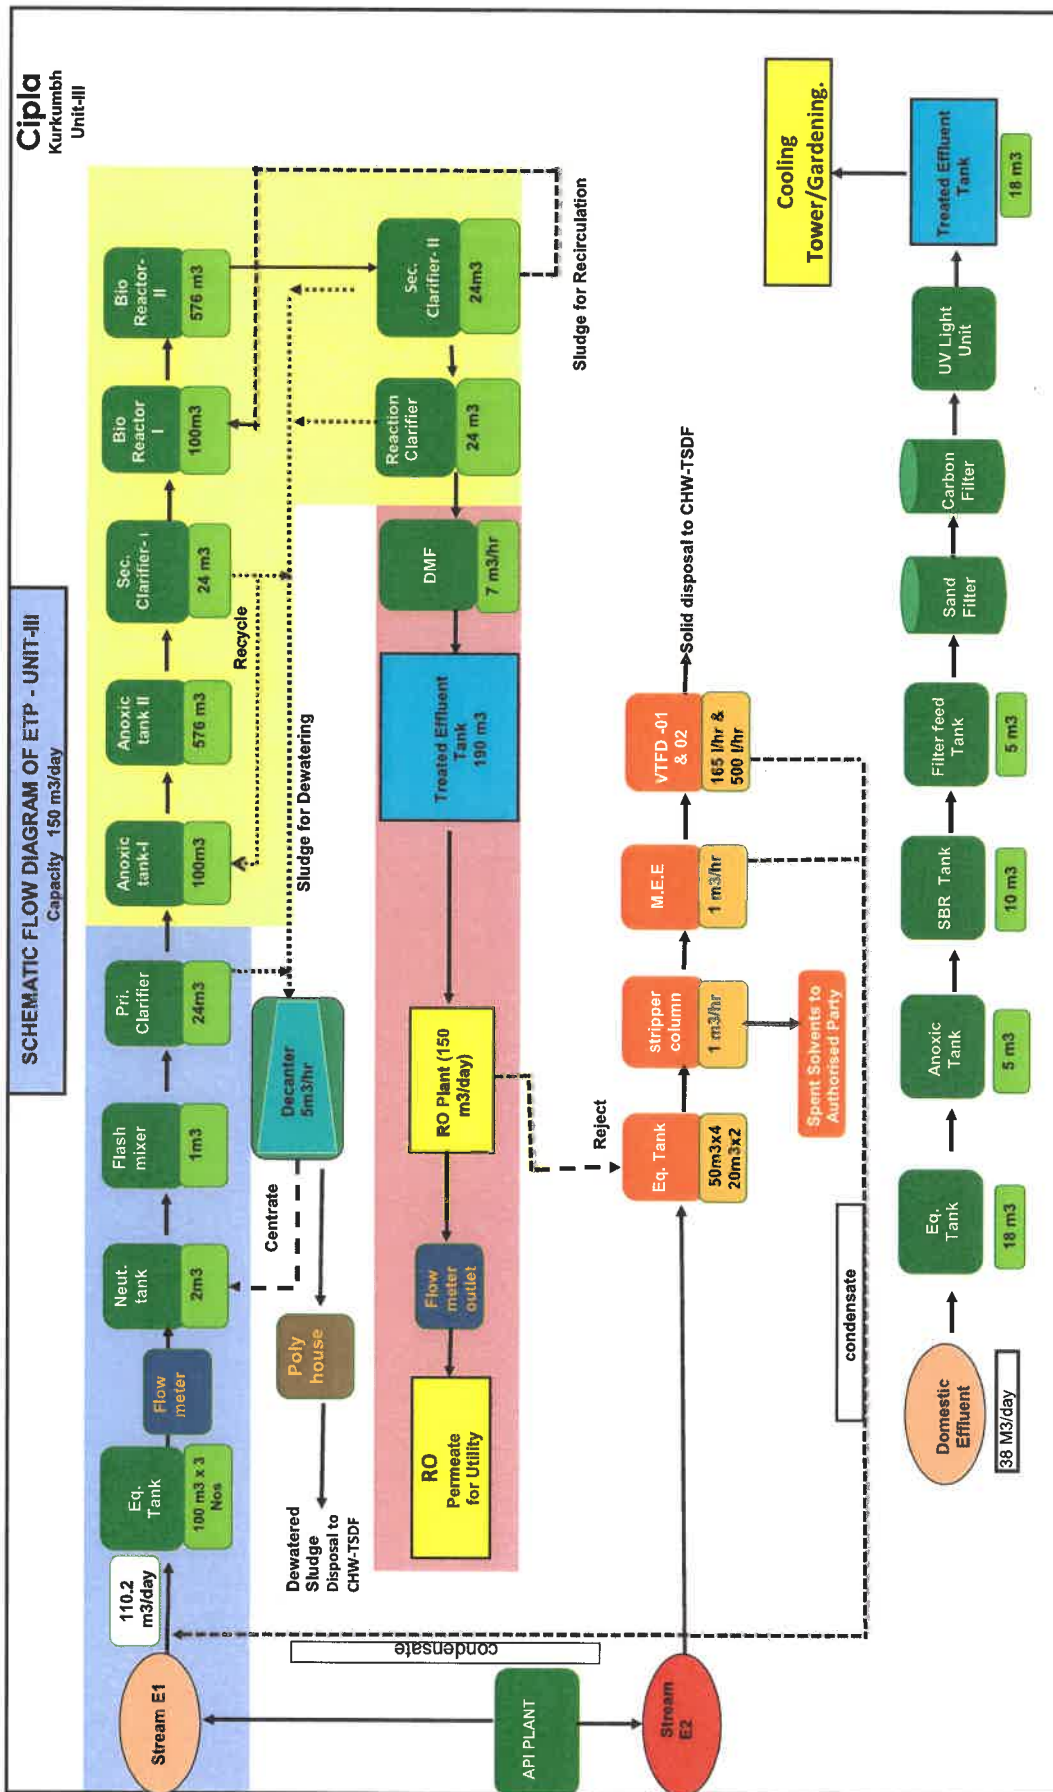 SCHEMATIC FLOW DIAGRAM OF ETP - UNIT-III
Capacity 150 m3/day
Cipla
Kurkumbh
Unit-III
Stream E1
110.2
m3/day
Eq.
Tank
100 m3 x 3
Nos
Flow
meter
Neut.
tank
2m3
Flash
mixer
1m3
Pri.
Clarifier
24m3
Anoxic
tank-I
100m3
Anoxic
tank II
576 m3
Sec.
Clarifier- I
24 m3
Bio
Reactor
I
100m3
Bio
Reactor-
II
576 m3
Recycle
Centrate
Decanter
5m3/hr
Sludge for Dewatering
Poly
house
Dewatered
Sludge
Disposal to
CHW-TSDF
Sec.
Clarifier- II
24m3
Reaction
Clarifier
24 m3
Sludge for Recirculation
DMF
7 m3/hr
Treated Effluent
Tank
190 m3
RO Plant (150
m3/day)
Flow
meter
outlet
RO
Permeate
for Utility
Reject
condensate
API PLANT
Stream
E2
Eq. Tank
50m3x4
20m3x2
stripper
column
1 m3/hr
M.E.E
1 m3/hr
VTFD -01
& 02
165 l/hr &
500 l/hr
Solid disposal to CHW-TSDF
Spent Solvents to
Authorised Party
condensate
Domestic
Effluent
38 M3/day
Eq.
Tank
18 m3
Anoxic
Tank
5 m3
SBR Tank
10 m3
Filter feed
Tank
5 m3
Sand
Filter
Carbon
Filter
UV Light
Unit
Treated Effluent
Tank
18 m3
Cooling
Tower/Gardening.